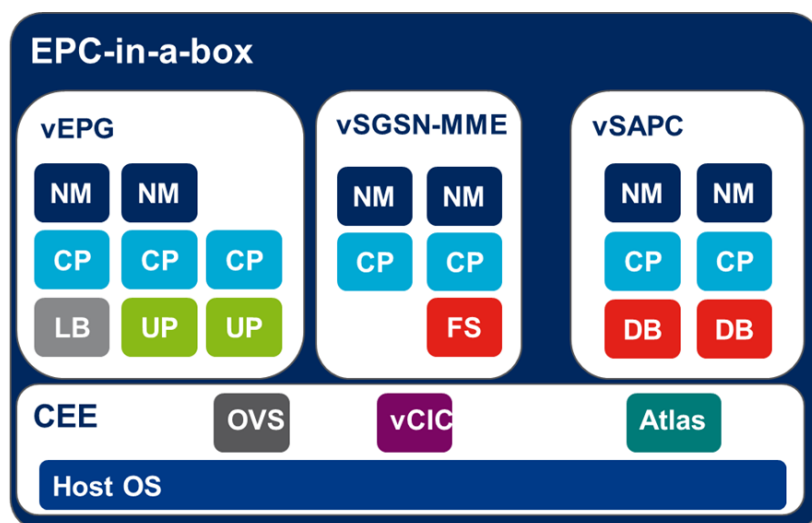 EPC-in-a-box
vEPG
NM NM
CP CP CP
LB UP UP
vSGSN-MME
NM NM
CP CP
FS
vSAPC
NM NM
CP CP
DB DB
CEE
OVS
vCIC
Atlas
Host OS